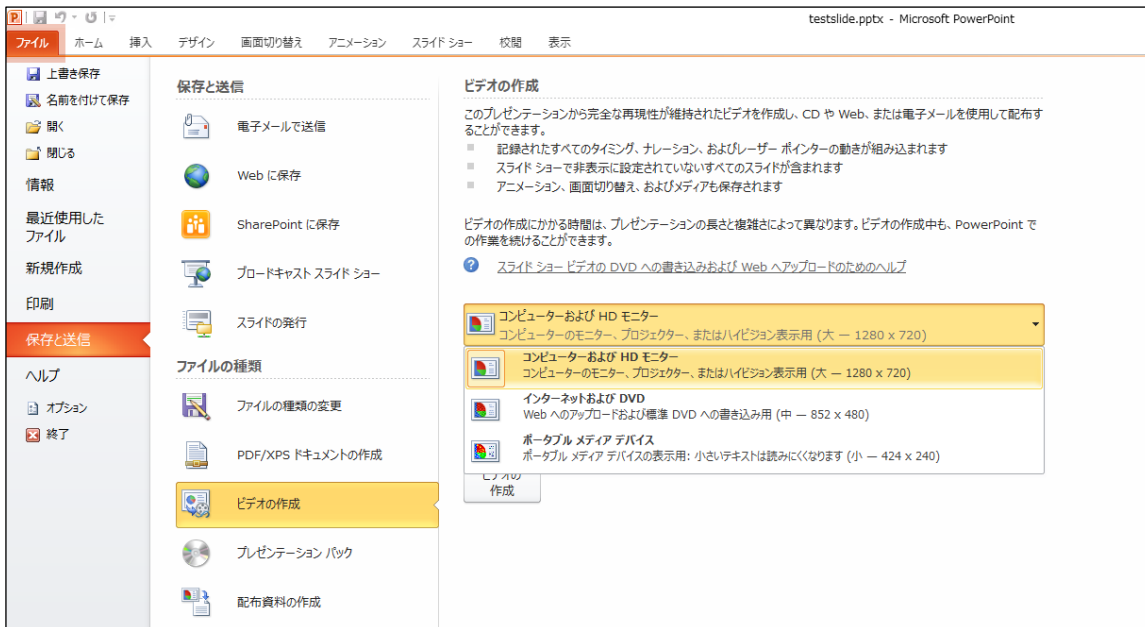 testslide.pptx - Microsoft PowerPoint
ファイル ホーム 挿入 デザイン 画面切り替え アニメーション スライド ショー 校閲 表示
上書き保存
名前を付けて保存
開く
閉じる
情報
最近使用した
ファイル
新規作成
印刷
保存と送信
ヘルプ
オプション
終了
保存と送信
電子メールで送信
Web に保存
SharePoint に保存
ブロードキャスト スライド ショー
スライドの発行
ファイルの種類
ファイルの種類の変更
PDF/XPS ドキュメントの作成
ビデオの作成
プレゼンテーション パック
配布資料の作成
ビデオの作成
このプレゼンテーションから完全な再現性が維持されたビデオを作成し、CD や Web、または電子メールを使用して配布す
ることができます。
記録されたすべてのタイミング、ナレーション、およびレーザー ポインターの動きが組み込まれます
スライド ショーで非表示に設定されていないすべてのスライドが含まれます
アニメーション、画面切り替え、およびメディアも保存されます
ビデオの作成にかかる時間は、プレゼンテーションの長さと複雑さによって異なります。ビデオの作成中も、PowerPoint で
の作業を続けることができます。
スライド ショー ビデオの DVD への書き込みおよび Web へアップロードのためのヘルプ
コンピューターおよび HD モニター
コンピューターのモニター、プロジェクター、またはハイビジョン表示用 (大 — 1280 x 720)
コンピューターおよび HD モニター
コンピューターのモニター、プロジェクター、またはハイビジョン表示用 (大 — 1280 x 720)
インターネットおよび DVD
Web へのアップロードおよび標準 DVD への書き込み用 (中 — 852 x 480)
ポータブル メディア デバイス
ポータブル メディア デバイスの表示用: 小さいテキストは読みにくくなります (小 — 424 x 240)
ビデオの
作成